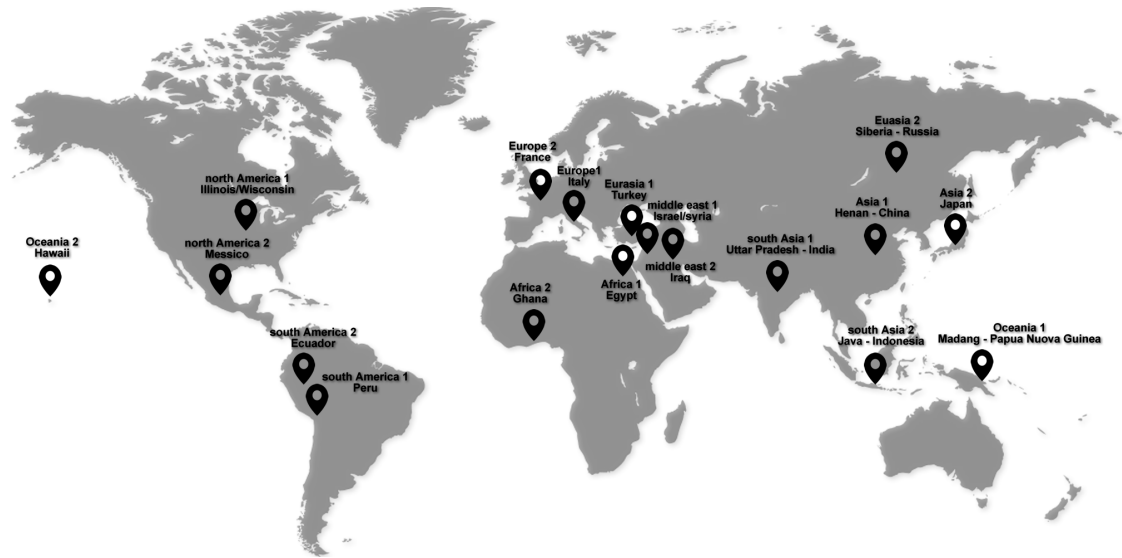 Euasia 2
Siberia - Russia
Europe 2
France
Europe1
Italy
north America 1
Illinois/Wisconsin
Eurasia 1
Turkey
Asia 2
Japan
middle east 1
Israel/syria
Asia 1
Henan - China
Oceania 2
Hawaii
north America 2
Messico
south Asia 1
Uttar Pradesh - India
middle east 2
Iraq
Africa 1
Egypt
Africa 2
Ghana
south America 2
Ecuador
south Asia 2
Java - Indonesia
Oceania 1
Madang - Papua Nuova Guinea
south America 1
Peru